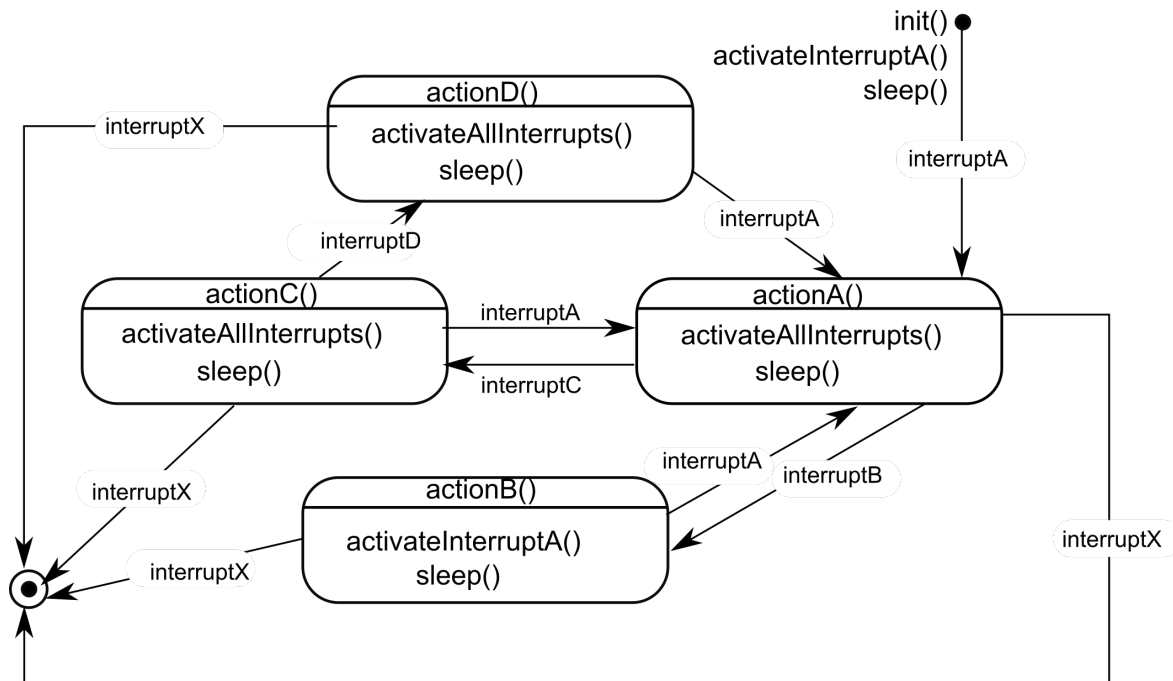 init()
activateInterruptA()
sleep()
interruptA
actionD()
activateAllInterrupts()
sleep()
interruptX
interruptD
interruptA
actionC()
activateAllInterrupts()
sleep()
interruptA
interruptC
actionA()
activateAllInterrupts()
sleep()
interruptX
interruptA
interruptB
actionB()
activateInterruptA()
sleep()
interruptX
interruptX